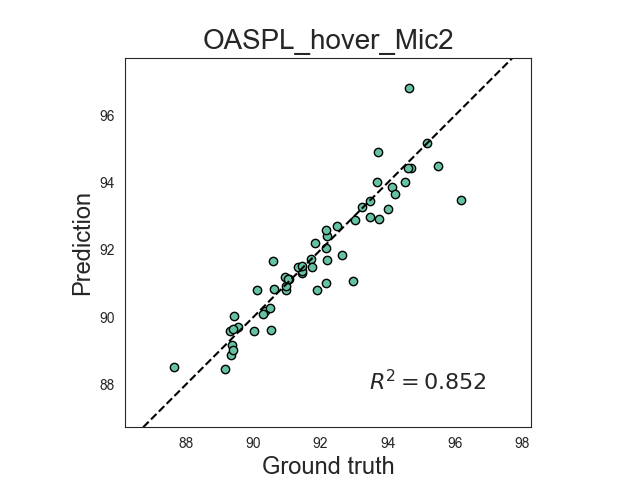 OASPL_hover_Mic2
96
94
92
90
88
Prediction
R² = 0.852
88 90 92 94 96 98
Ground truth